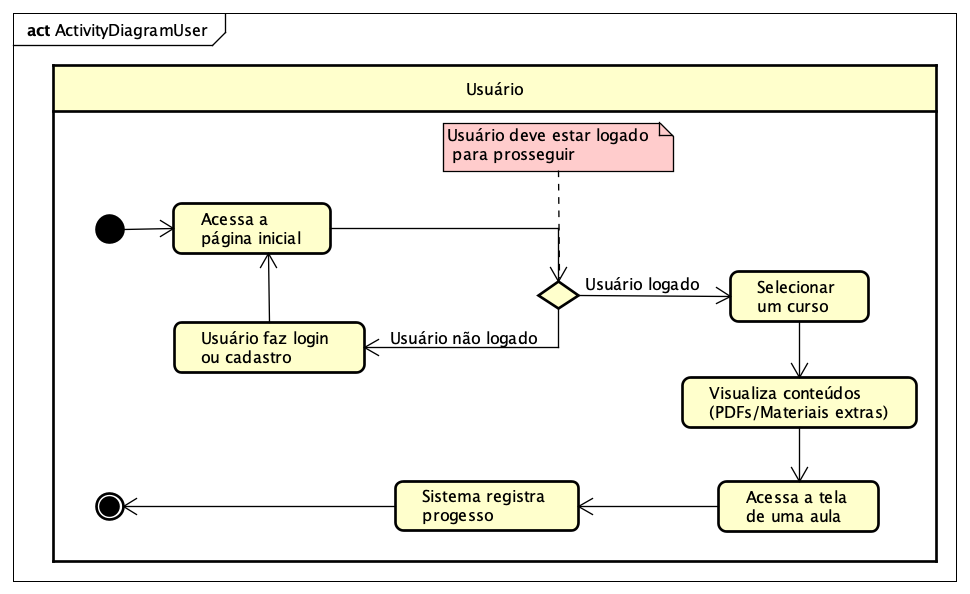 act ActivityDiagramUser
Usuário
Usuário deve estar logado
para prosseguir
Acessa a
página inicial
Usuário logado
Selecionar
um curso
Usuário faz login
ou cadastro
Usuário não logado
Visualiza conteúdos
(PDFs/Materiais extras)
Sistema registra
progesso
Acessa a tela
de uma aula